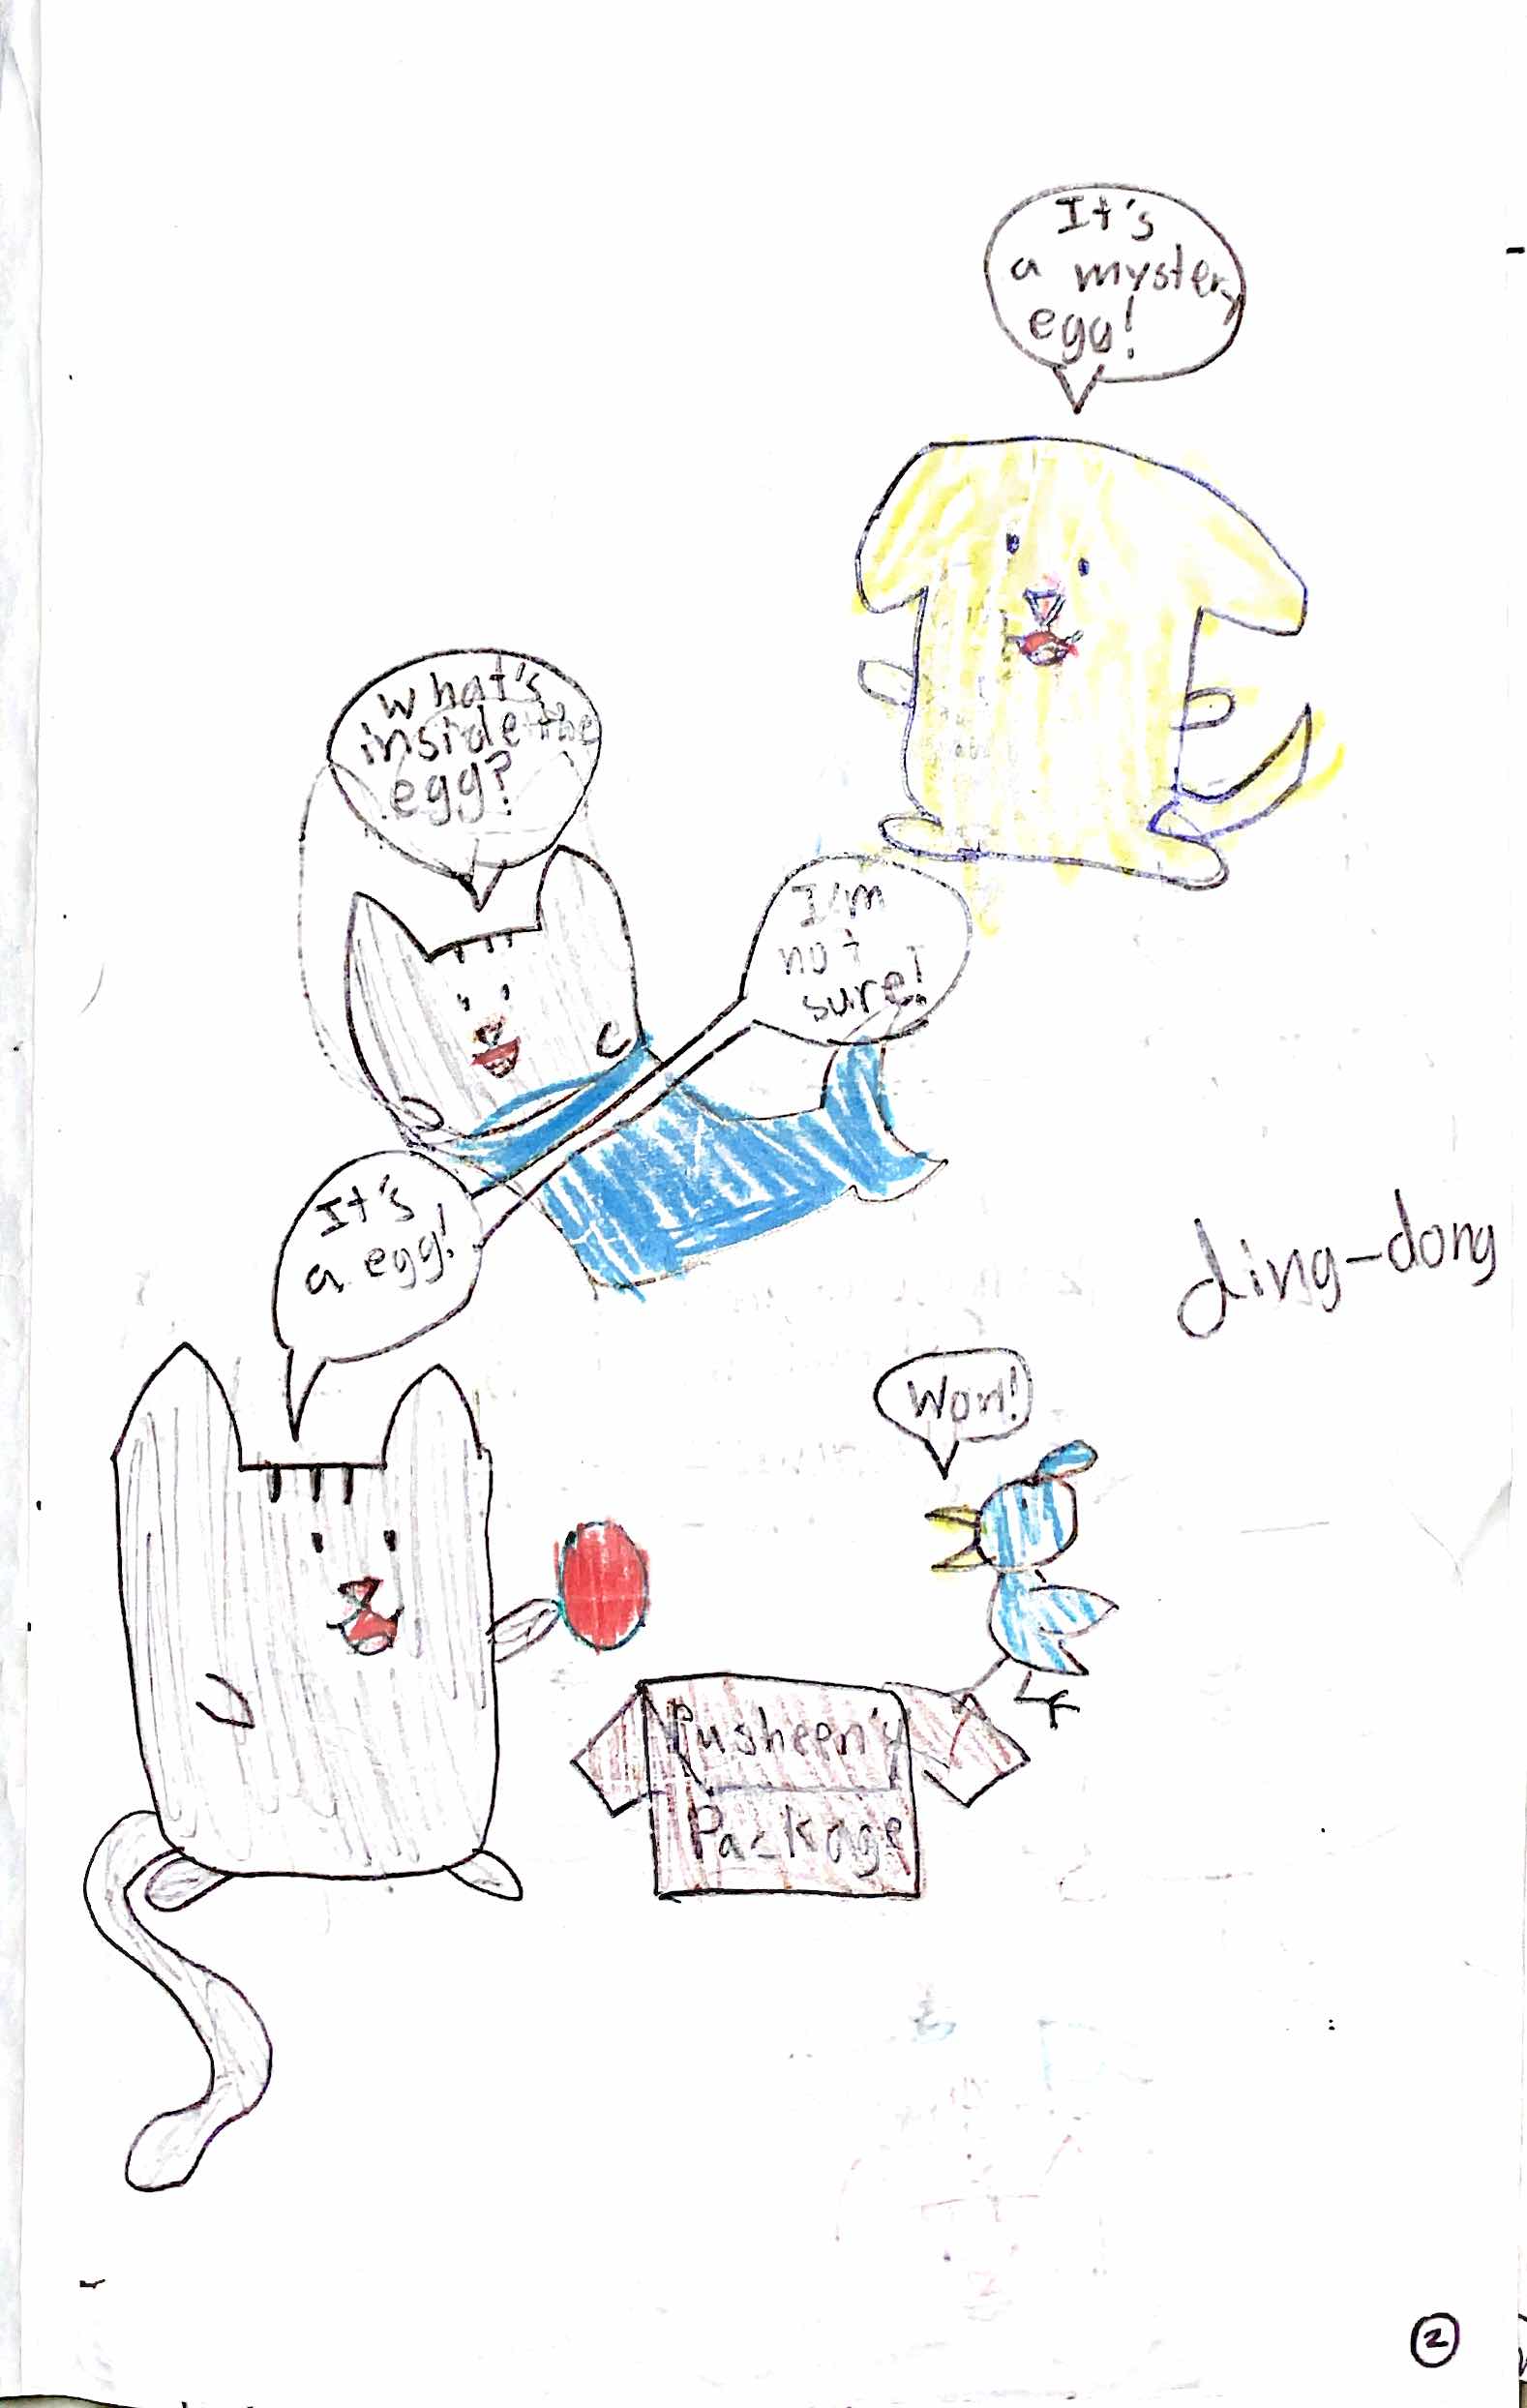 It's
a mystery
egg!
What's
inside the
egg?
I'm
not
sure!
It's
a egg!
ding-dong
Wow!
Pusheen's
Package
2